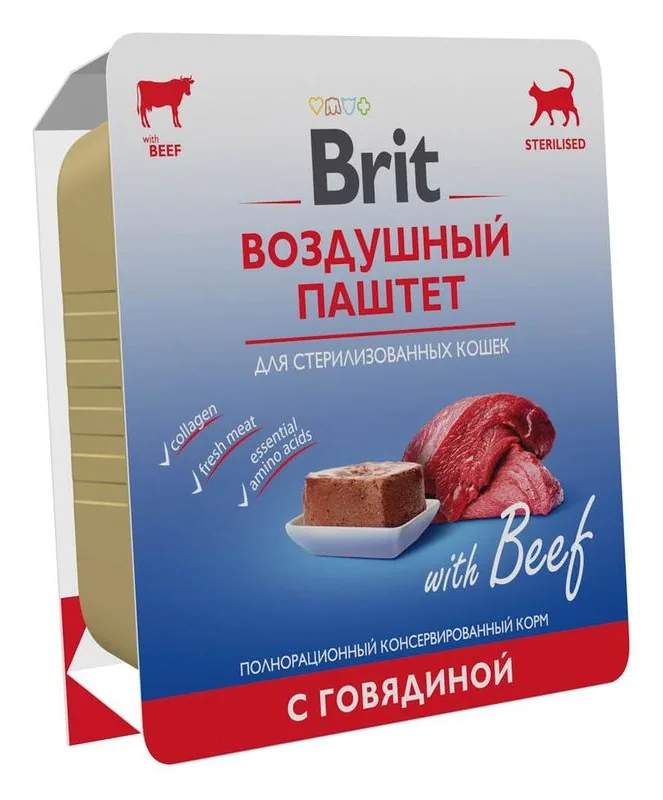 with
BEEF
STERILISED
Brit
ВОЗДУШНЫЙ
ПАШТЕТ
ДЛЯ СТЕРИЛИЗОВАННЫХ КОШЕК
collagen
fresh meat
essential
amino acids
with Beef
ПОЛНОРАЦИОННЫЙ КОНСЕРВИРОВАННЫЙ КОРМ
С ГОВЯДИНОЙ